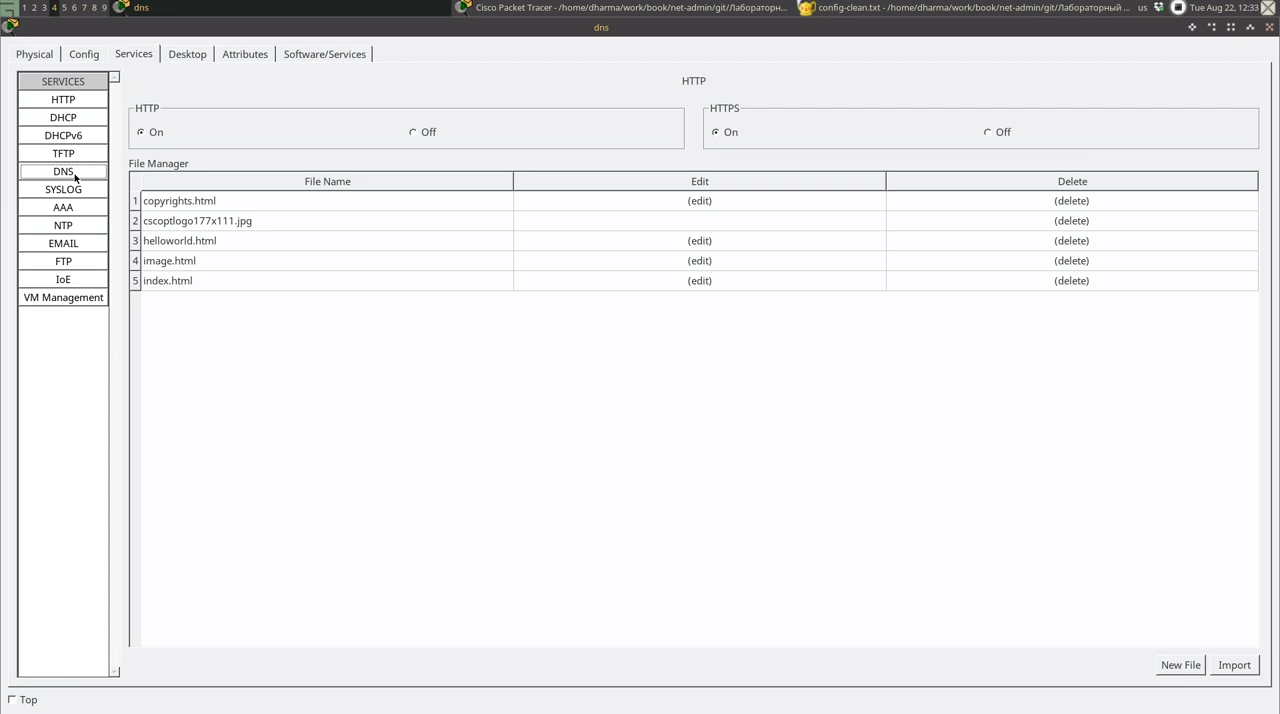 1 2 3 4 5 6 7 8 9 dns Cisco Packet Tracer - /home/dharma/work/book/net-admin/git/Лабораторн... config-clean.txt - /home/dharma/work/book/net-admin/git/Лабораторный ... us Tue Aug 22, 12:33
dns
Physical Config Services Desktop Attributes Software/Services
SERVICES
HTTP
DHCP
DHCPv6
TFTP
DNS
SYSLOG
AAA
NTP
EMAIL
FTP
IoE
VM Management
HTTP
HTTP HTTPS
On Off On Off
File Manager
File Name Edit Delete
1 copyrights.html (edit) (delete)
2 cscoptlogo177x111.jpg (delete)
3 helloworld.html (edit) (delete)
4 image.html (edit) (delete)
5 index.html (edit) (delete)
New File Import
Top